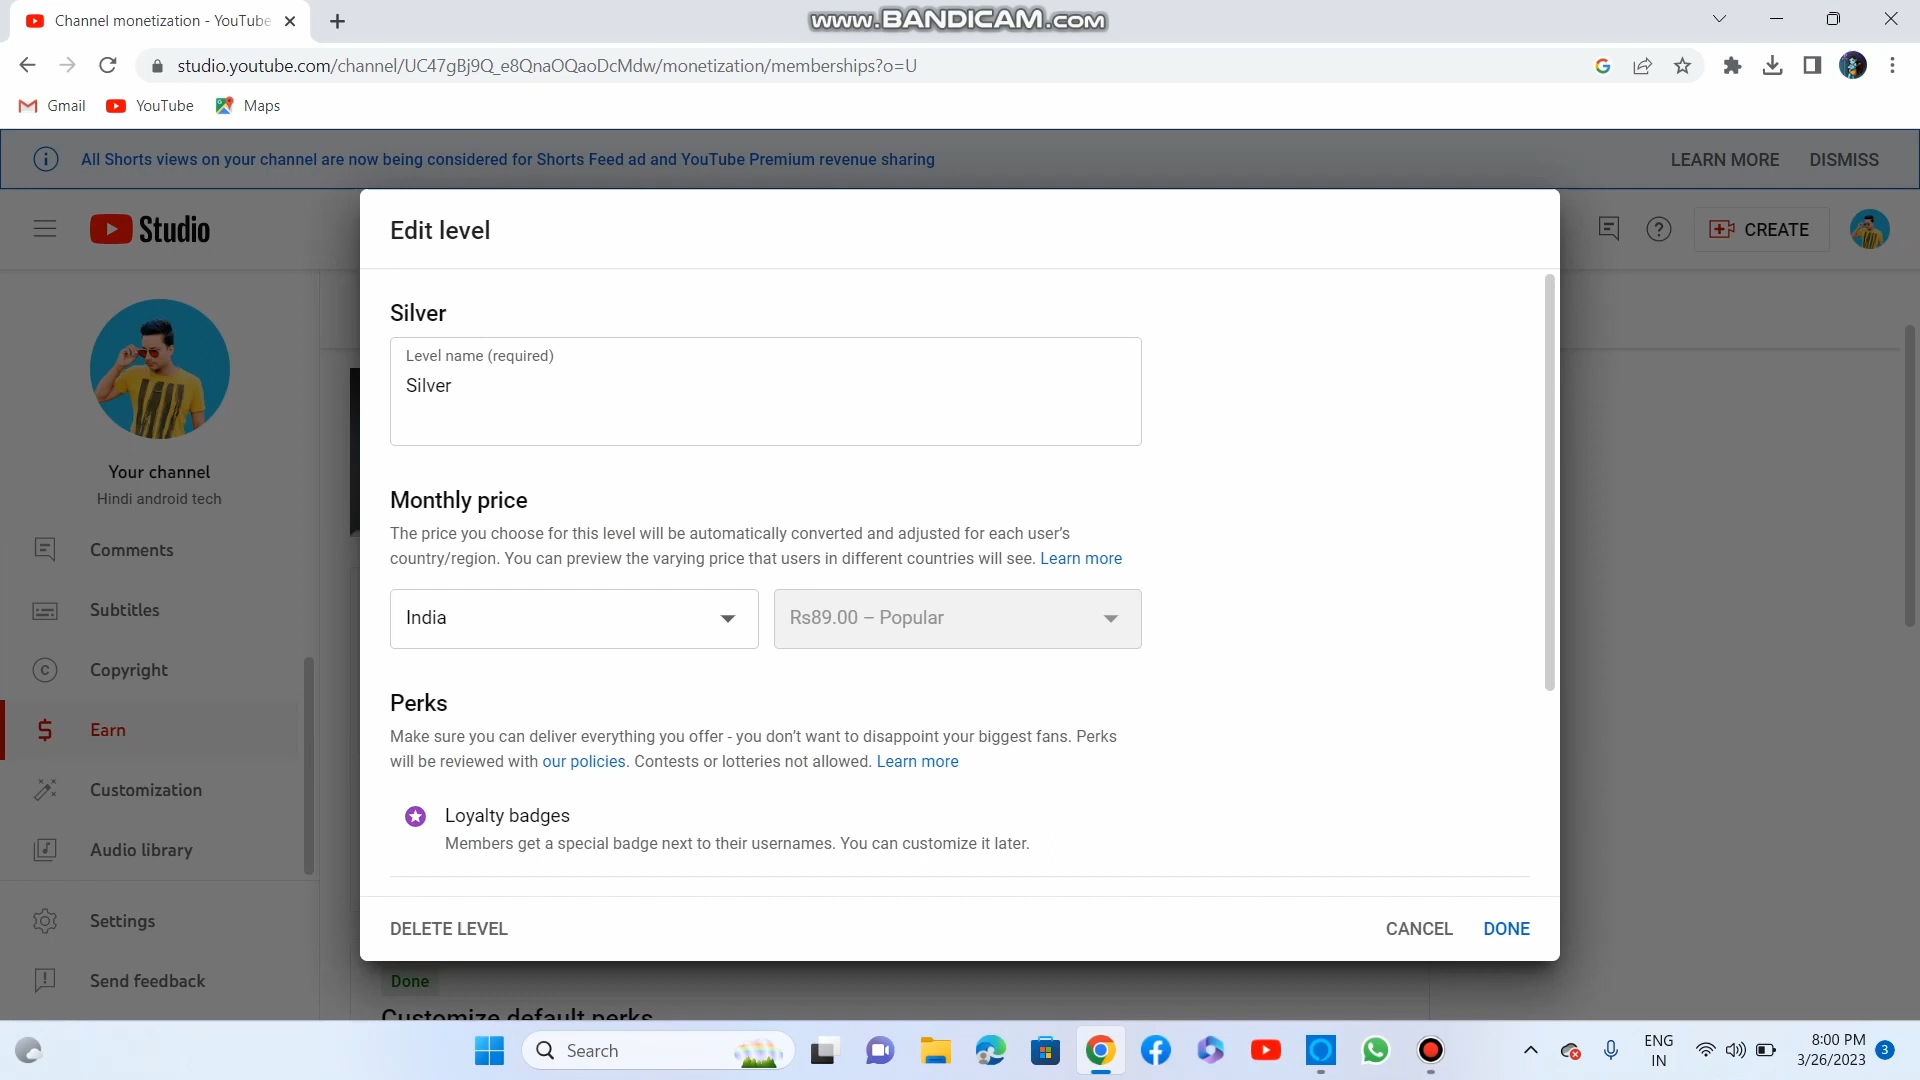 Channel monetization - YouTube
www.BANDICAM.com
studio.youtube.com/channel/UC47gBj9Q_e8QnaOQaoDcMdw/monetization/memberships?o=U
Gmail
YouTube
Maps
All Shorts views on your channel are now being considered for Shorts Feed ad and YouTube Premium revenue sharing
LEARN MORE
DISMISS
Studio
CREATE
Your channel
Hindi android tech
Comments
Subtitles
Copyright
Earn
Customization
Audio library
Settings
Send feedback
Edit level
Silver
Level name (required)
Silver
Monthly price
The price you choose for this level will be automatically converted and adjusted for each user's
country/region. You can preview the varying price that users in different countries will see. Learn more
India
Rs89.00 – Popular
Perks
Make sure you can deliver everything you offer - you don't want to disappoint your biggest fans. Perks
will be reviewed with our policies. Contests or lotteries not allowed. Learn more
Loyalty badges
Members get a special badge next to their usernames. You can customize it later.
DELETE LEVEL
CANCEL
DONE
Done
Customize default perks
Search
ENG
IN
8:00 PM
3/26/2023
3